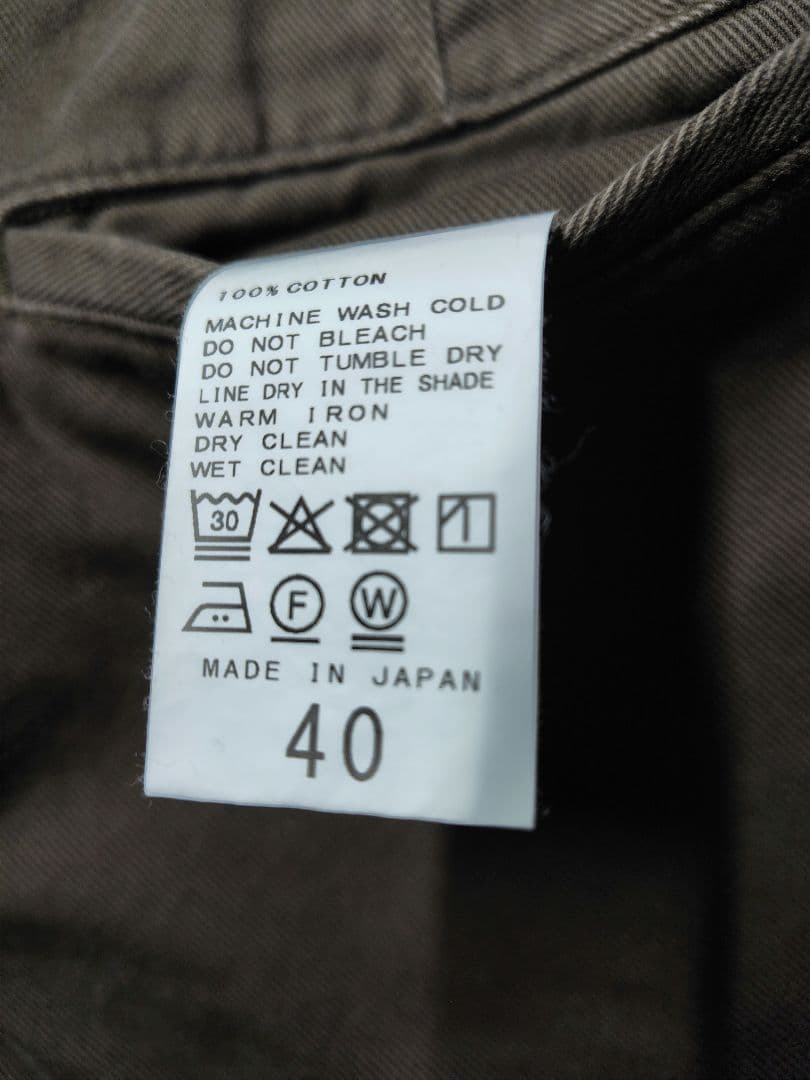 100% COTTON
MACHINE WASH COLD
DO NOT BLEACH
DO NOT TUMBLE DRY
LINE DRY IN THE SHADE
WARM IRON
DRY CLEAN
WET CLEAN
30
F W
MADE IN JAPAN
40